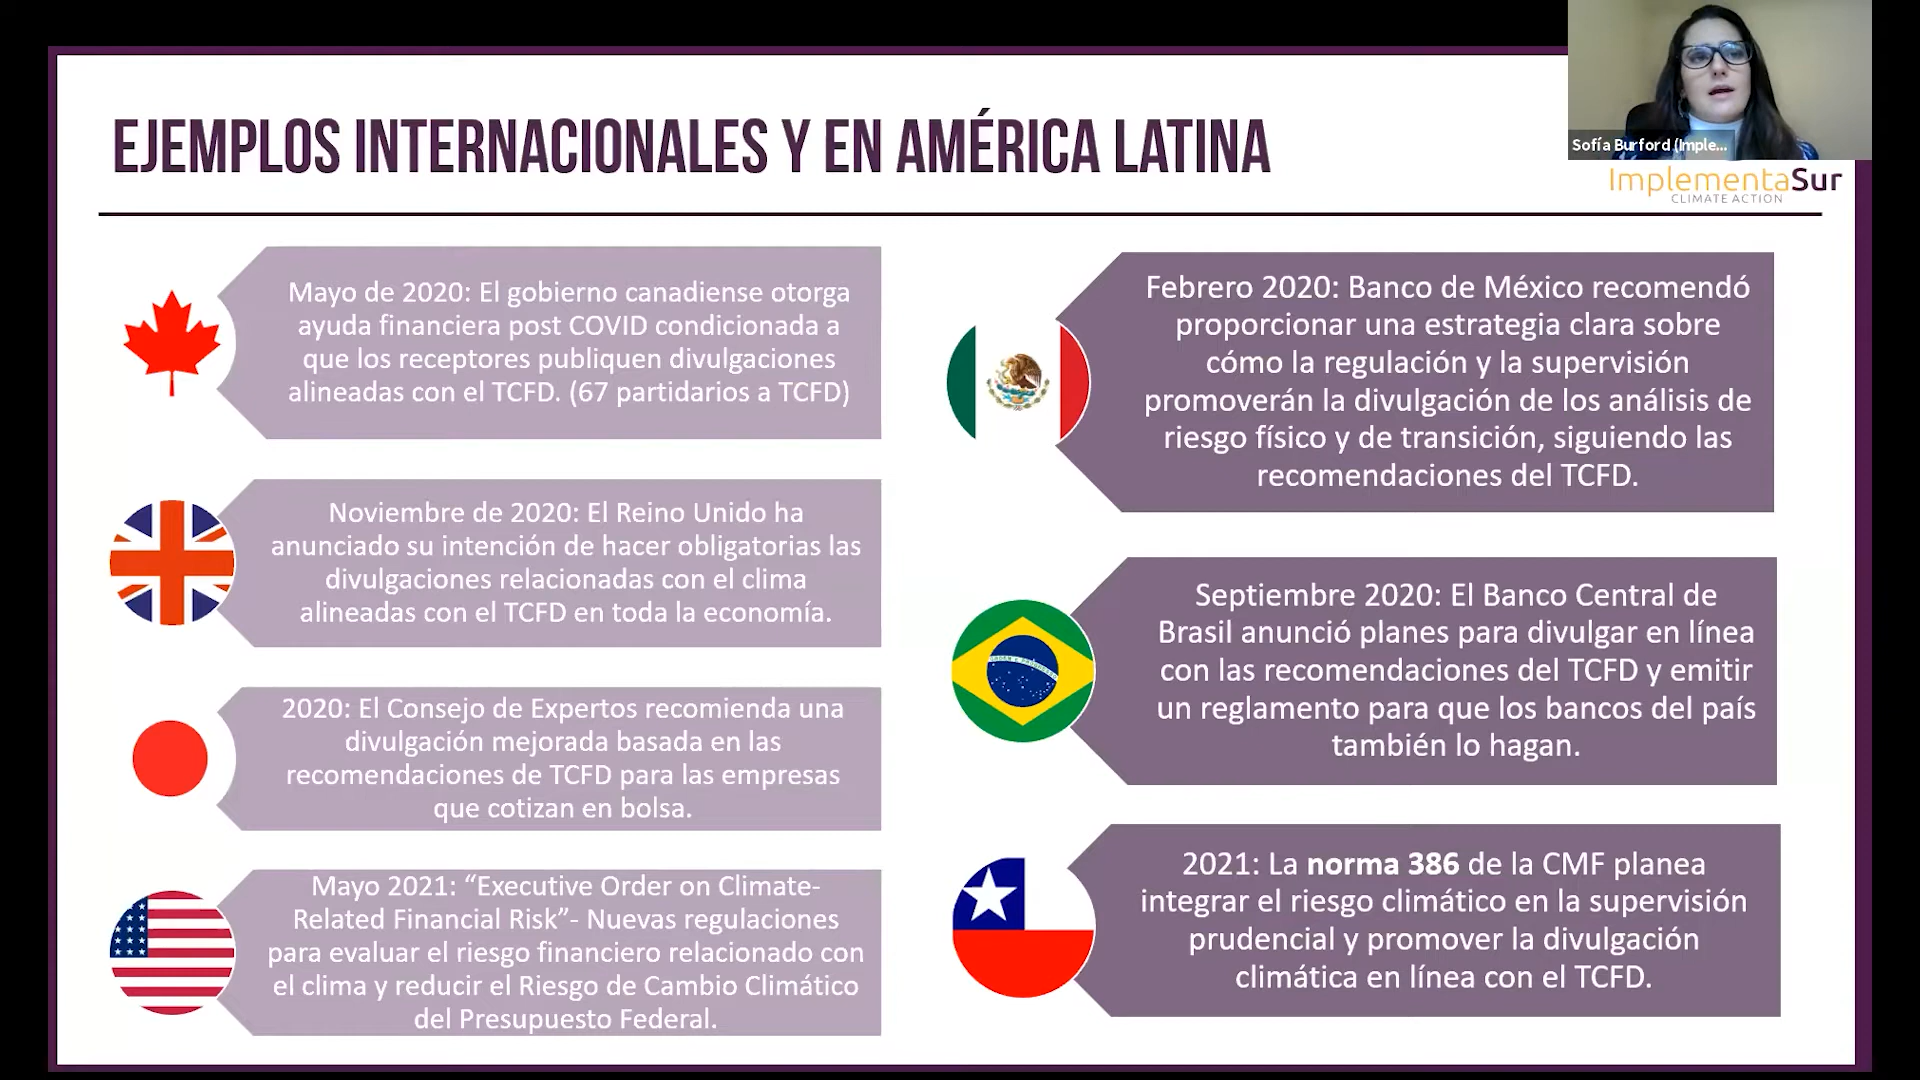 EJEMPLOS INTERNACIONALES Y EN AMÉRICA LATINA
Sofía Burford (Imple...
ImplementaSur
CLIMATE ACTION
Mayo de 2020: El gobierno canadiense otorga
ayuda financiera post COVID condicionada a
que los receptores publiquen divulgaciones
alineadas con el TCFD. (67 partidarios a TCFD)
Noviembre de 2020: El Reino Unido ha
anunciado su intención de hacer obligatorias las
divulgaciones relacionadas con el clima
alineadas con el TCFD en toda la economía.
2020: El Consejo de Expertos recomienda una
divulgación mejorada basada en las
recomendaciones de TCFD para las empresas
que cotizan en bolsa.
Mayo 2021: “Executive Order on Climate-
Related Financial Risk”- Nuevas regulaciones
para evaluar el riesgo financiero relacionado con
el clima y reducir el Riesgo de Cambio Climático
del Presupuesto Federal.
Febrero 2020: Banco de México recomendó
proporcionar una estrategia clara sobre
cómo la regulación y la supervisión
promoverán la divulgación de los análisis de
riesgo físico y de transición, siguiendo las
recomendaciones del TCFD.
Septiembre 2020: El Banco Central de
Brasil anunció planes para divulgar en línea
con las recomendaciones del TCFD y emitir
un reglamento para que los bancos del país
también lo hagan.
2021: La norma 386 de la CMF planea
integrar el riesgo climático en la supervisión
prudencial y promover la divulgación
climática en línea con el TCFD.